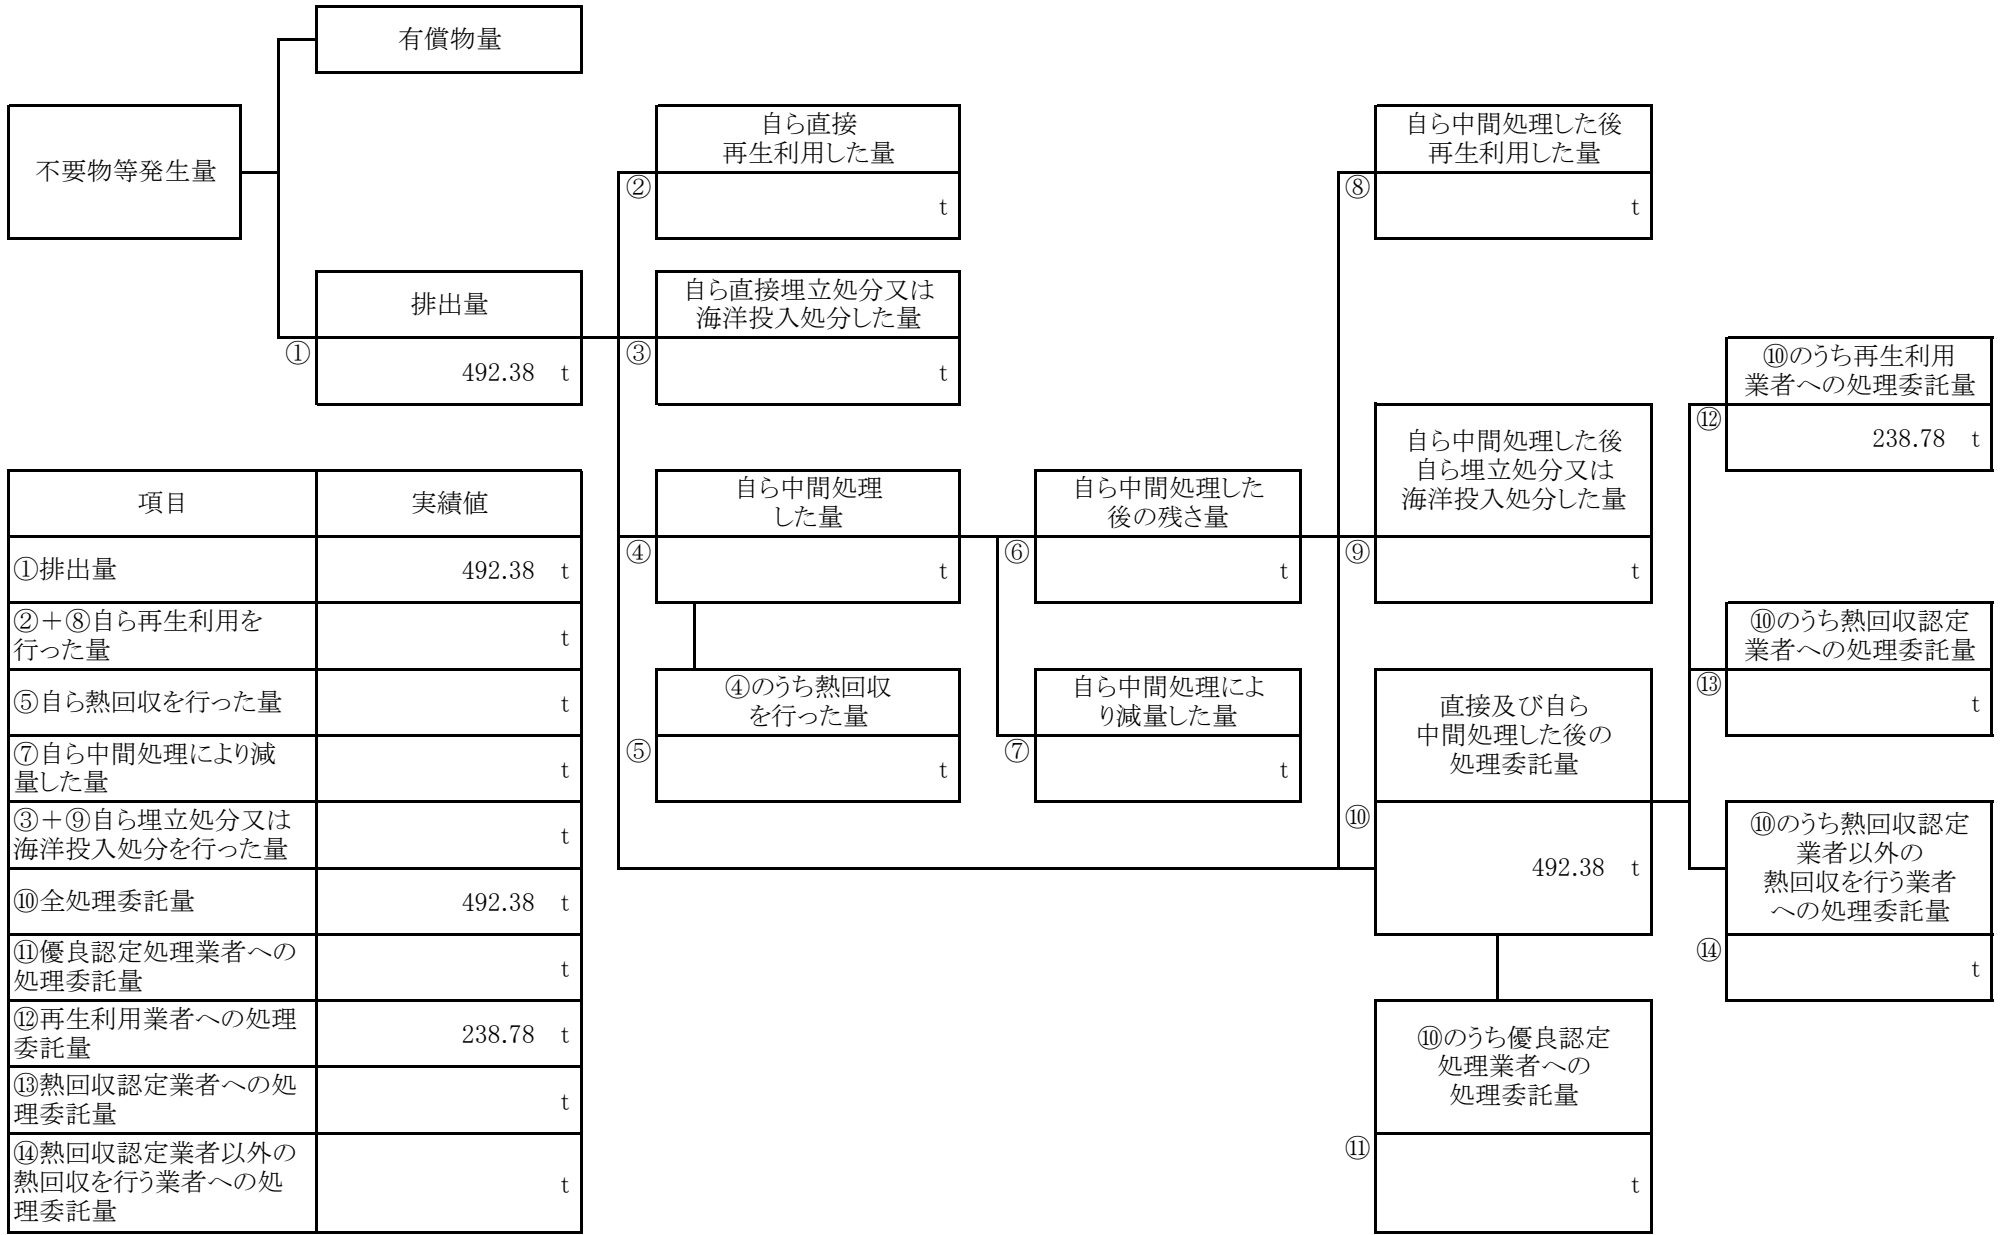 有償物量
不要物等発生量
自ら直接
再生利用した量
②
t
自ら中間処理した後
再生利用した量
⑧
t
排出量
①
492.38 t
自ら直接埋立処分又は
海洋投入処分した量
③
t
⑩のうち再生利用
業者への処理委託量
⑫
238.78 t
自ら中間処理
した量
④
t
自ら中間処理した
後の残さ量
⑥
t
自ら中間処理した後
自ら埋立処分又は
海洋投入処分した量
⑨
t
⑩のうち熱回収認定
業者への処理委託量
⑬
t
④のうち熱回収
を行った量
⑤
t
自ら中間処理によ
り減量した量
⑦
t
直接及び自ら
中間処理した後の
処理委託量
⑩
492.38 t
⑩のうち熱回収認定
業者以外の
熱回収を行う業者
への処理委託量
⑭
t
⑩のうち優良認定
処理業者への
処理委託量
⑪
t
項目 実績値
①排出量 492.38 t
②+⑧自ら再生利用を
行った量 t
⑤自ら熱回収を行った量 t
⑦自ら中間処理により減
量した量 t
③+⑨自ら埋立処分又は
海洋投入処分を行った量 t
⑩全処理委託量 492.38 t
⑪優良認定処理業者への
処理委託量 t
⑫再生利用業者への処理
委託量 238.78 t
⑬熱回収認定業者への処
理委託量 t
⑭熱回収認定業者以外の
熱回収を行う業者への処
理委託量 t